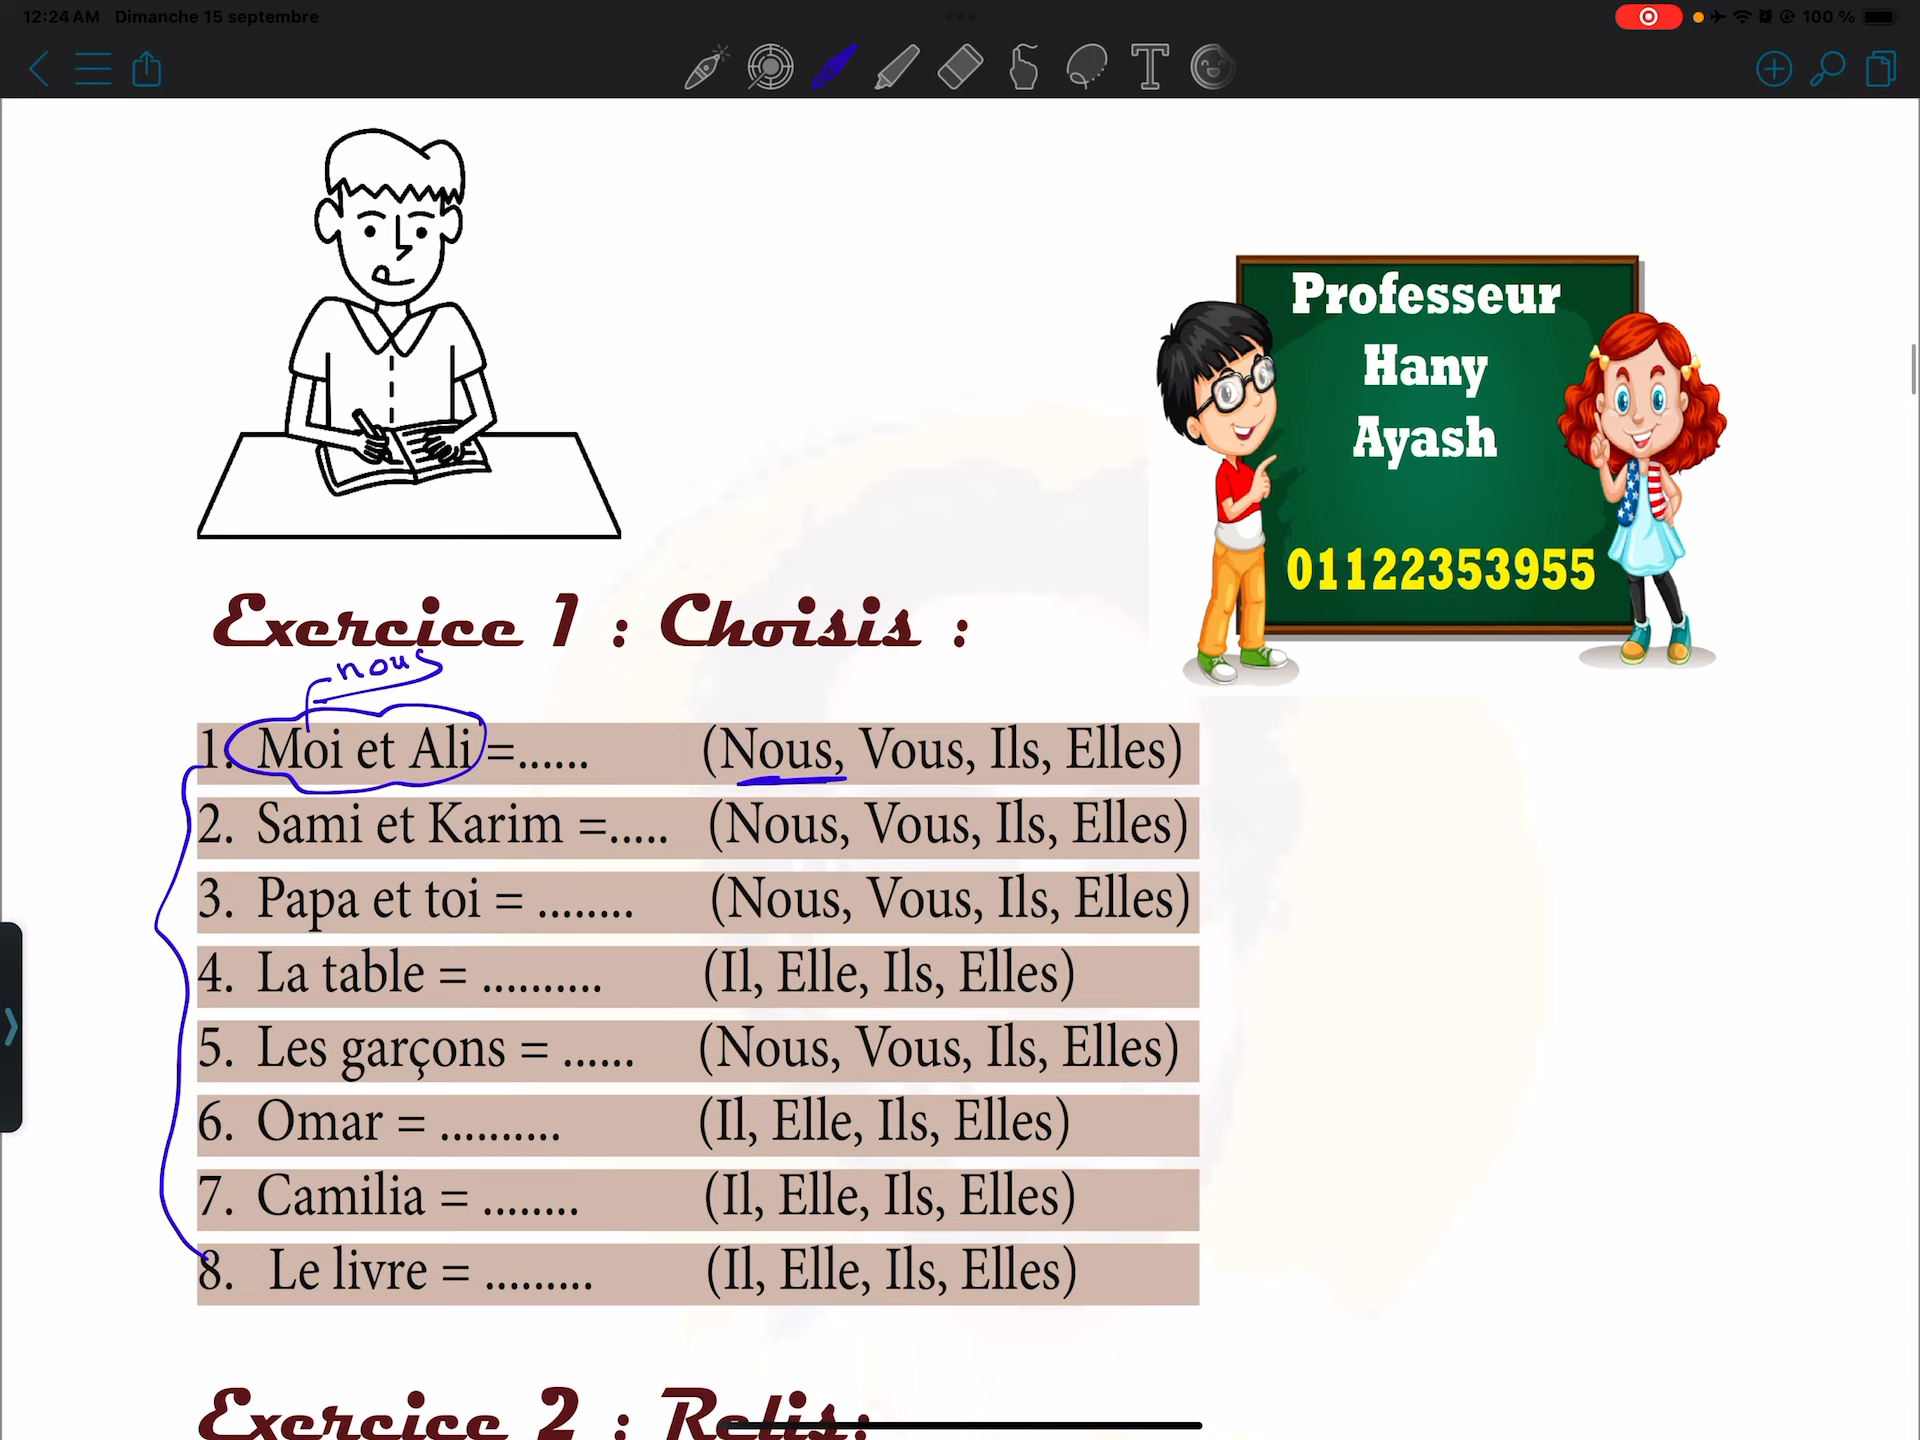 12:24 AM Dimanche 15 septembre
100 %
T
Professeur
Hany
Ayash
01122353955
Exercice 1 : Choisis :
nous
1. Moi et Ali =...... (Nous, Vous, Ils, Elles)
2. Sami et Karim =..... (Nous, Vous, Ils, Elles)
3. Papa et toi = ........ (Nous, Vous, Ils, Elles)
4. La table = .......... (Il, Elle, Ils, Elles)
5. Les garçons = ...... (Nous, Vous, Ils, Elles)
6. Omar = .......... (Il, Elle, Ils, Elles)
7. Camilia = ........ (Il, Elle, Ils, Elles)
8. Le livre = ......... (Il, Elle, Ils, Elles)
Exercice 2 : Relis: